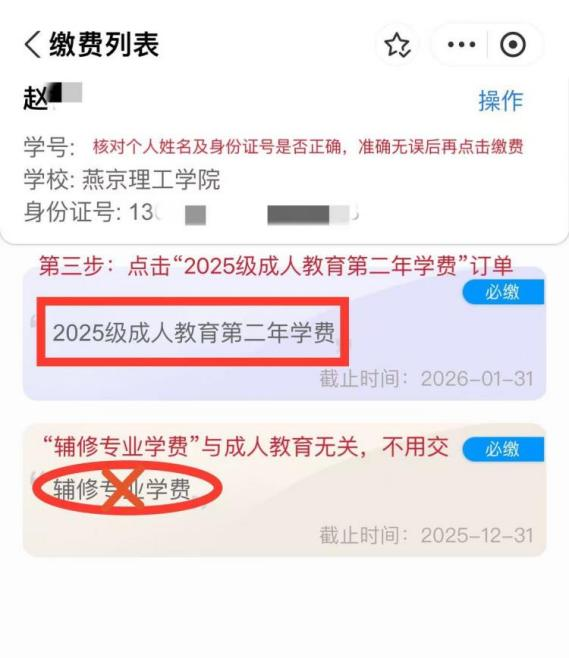 缴费列表
赵
操作
学号: 核对个人姓名及身份证号是否正确，准确无误后再点击缴费
学校: 燕京理工学院
身份证号: 13
第三步：点击“2025级成人教育第二年学费”订单
必缴
2025级成人教育第二年学费
截止时间：2026-01-31
“辅修专业学费”与成人教育无关，不用交
必缴
辅修专业学费
截止时间：2025-12-31